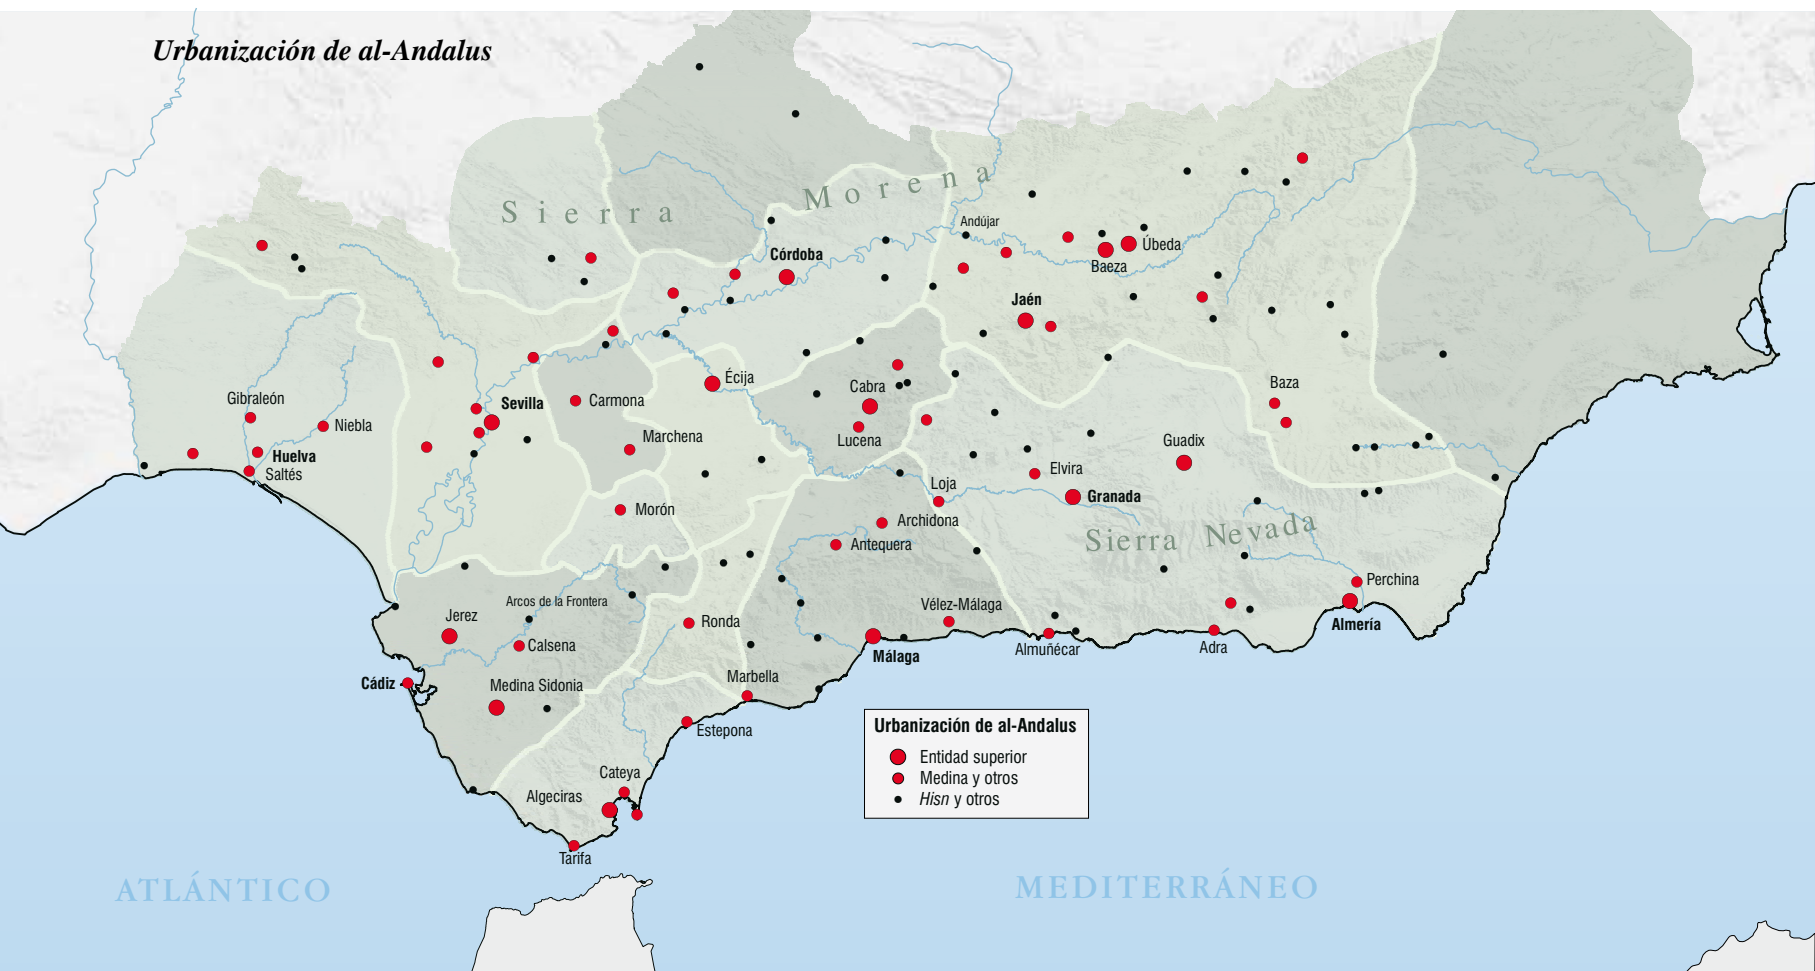 Urbanización de al-Andalus
Sierra Morena
Andújar
Córdoba
Úbeda
Baeza
Jaén
Écija
Cabra
Baza
Gibraleón
Sevilla
Carmona
Niebla
Marchena
Lucena
Guadix
Huelva
Saltés
Elvira
Loja
Granada
Morón
Archidona
Sierra Nevada
Antequera
Perchina
Arcos de la Frontera
Vélez-Málaga
Jerez
Ronda
Almería
Calsena
Almuñécar
Adra
Málaga
Cádiz
Medina Sidonia
Marbella
Estepona
Urbanización de al-Andalus
Entidad superior
Medina y otros
Hisn y otros
Cateya
Algeciras
Tarifa
ATLÁNTICO
MEDITERRÁNEO